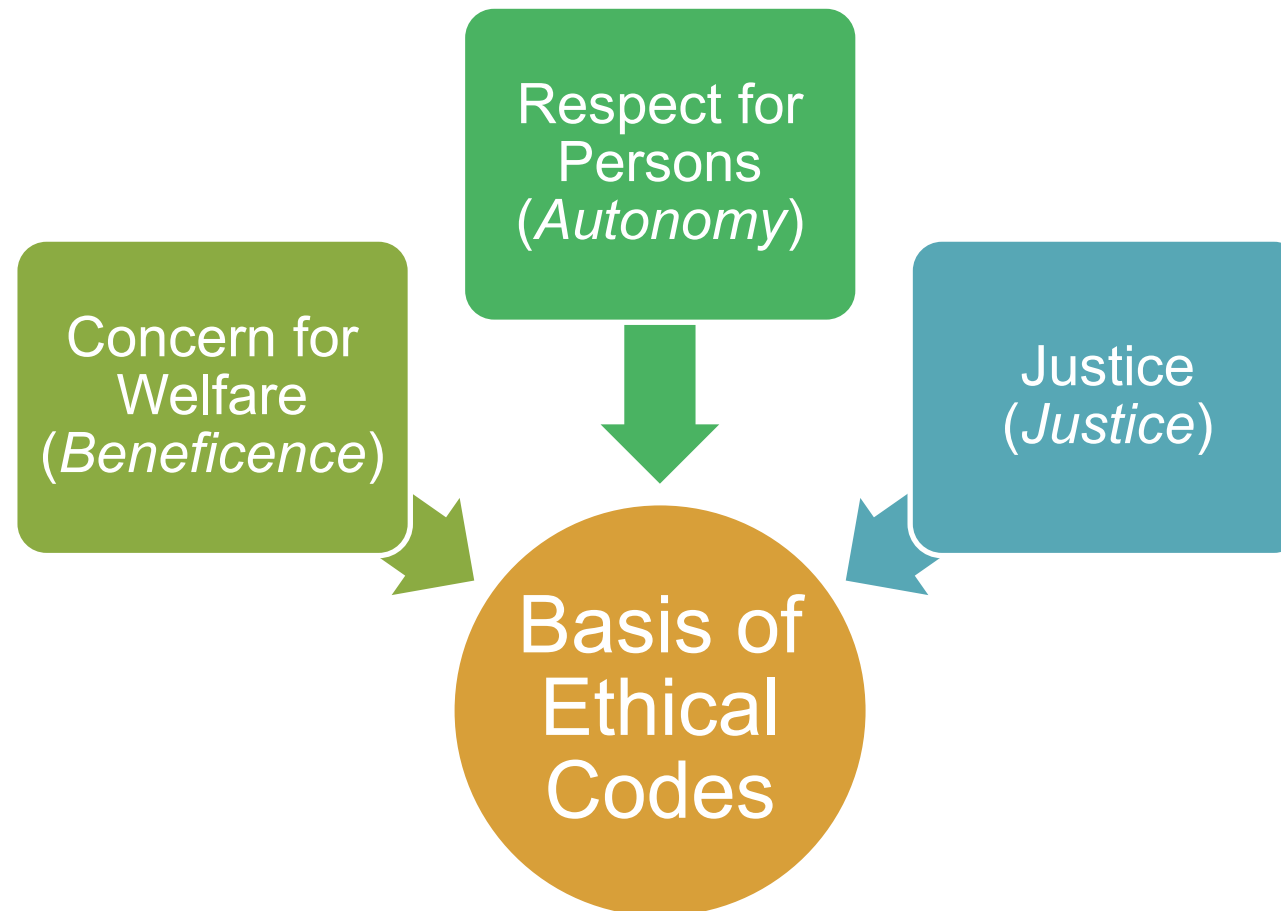 Respect for
Persons
(Autonomy)
Concern for
Welfare
(Beneficence)
Justice
(Justice)
Basis of
Ethical
Codes